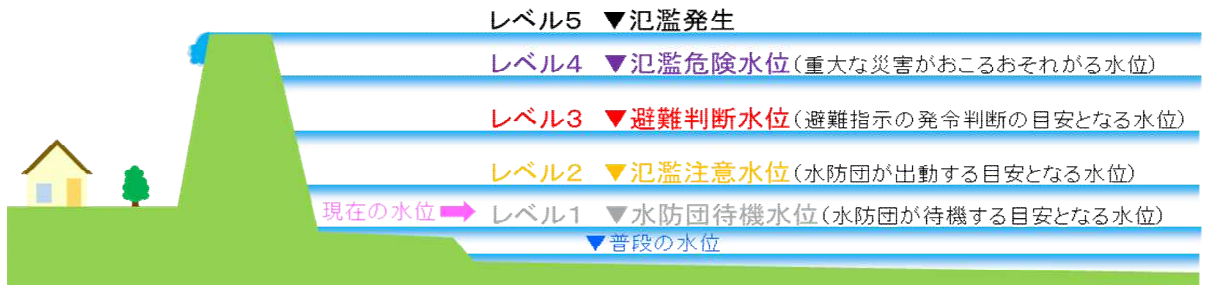 レベル5 ▼氾濫発生
レベル4 ▼氾濫危険水位(重大な災害がおこるおそれがる水位)
レベル3 ▼避難判断水位(避難指示の発令判断の目安となる水位)
レベル2 ▼氾濫注意水位(水防団が出動する目安となる水位)
現在の水位 レベル1 ▼水防団待機水位(水防団が待機する目安となる水位)
▼普段の水位